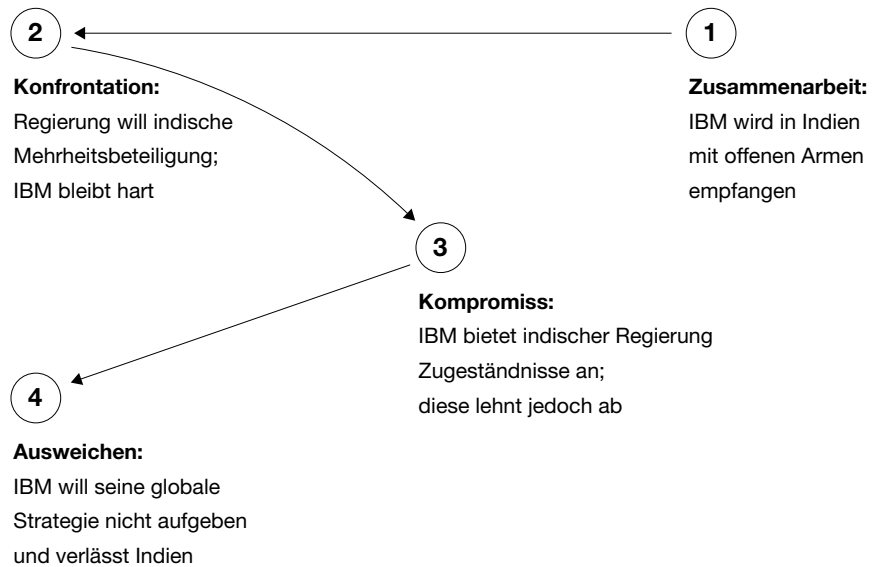 2
Konfrontation:
Regierung will indische
Mehrheitsbeteiligung;
IBM bleibt hart
1
Zusammenarbeit:
IBM wird in Indien
mit offenen Armen
empfangen
3
Kompromiss:
IBM bietet indischer Regierung
Zugeständnisse an;
diese lehnt jedoch ab
4
Ausweichen:
IBM will seine globale
Strategie nicht aufgeben
und verlässt Indien